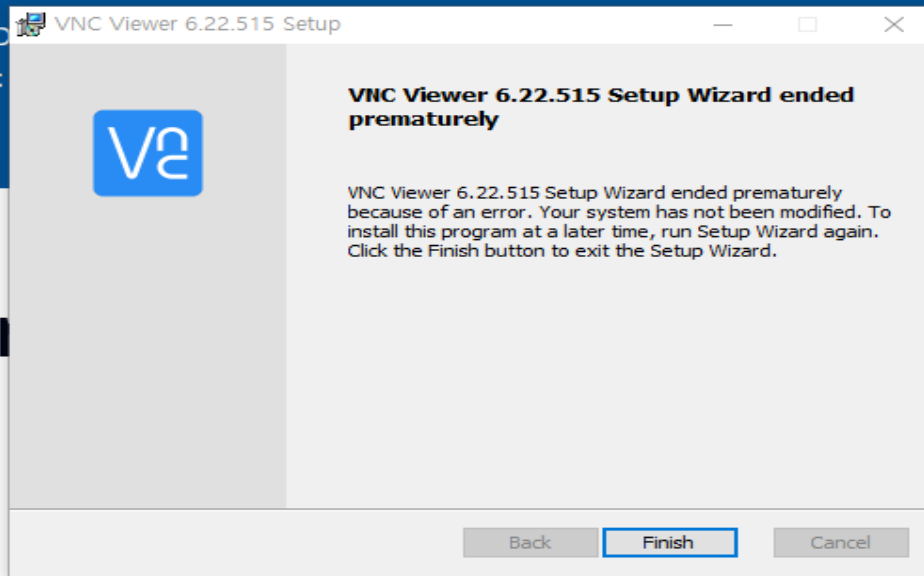 VNC Viewer 6.22.515 Setup
VNC Viewer 6.22.515 Setup Wizard ended
prematurely
VNC Viewer 6.22.515 Setup Wizard ended prematurely
because of an error. Your system has not been modified. To
install this program at a later time, run Setup Wizard again.
Click the Finish button to exit the Setup Wizard.
Back
Finish
Cancel